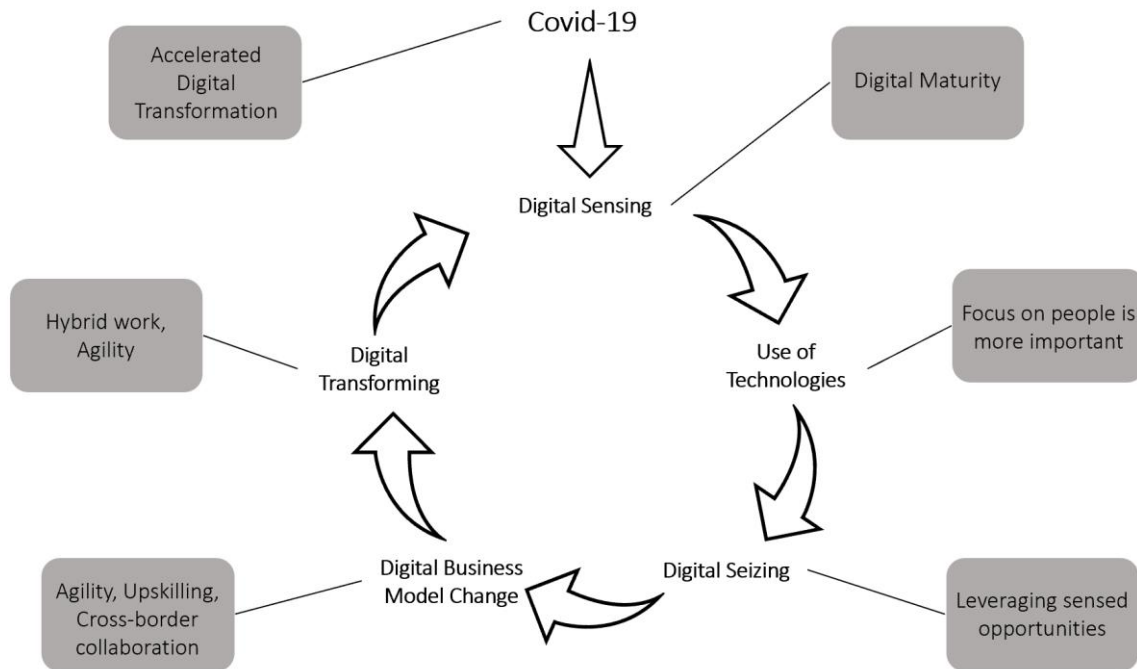 Covid-19
Accelerated
Digital
Transformation
Digital Maturity
Digital Sensing
Hybrid work,
Agility
Focus on people is
more important
Digital
Transforming
Use of
Technologies
Agility, Upskilling,
Cross-border
collaboration
Digital Business
Model Change
Digital Seizing
Leveraging sensed
opportunities